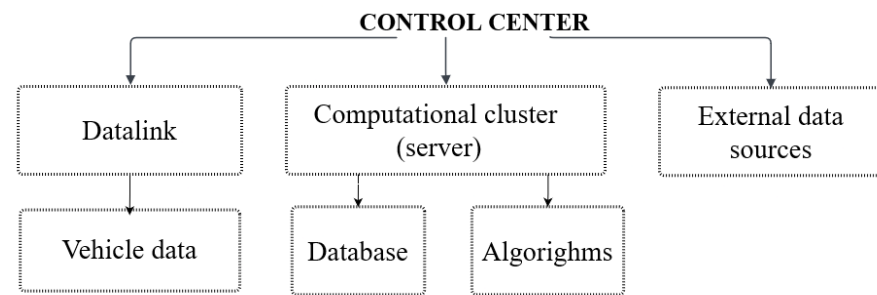 CONTROL CENTER
Datalink
Computational cluster
(server)
External data
sources
Vehicle data
Database
Algorighms